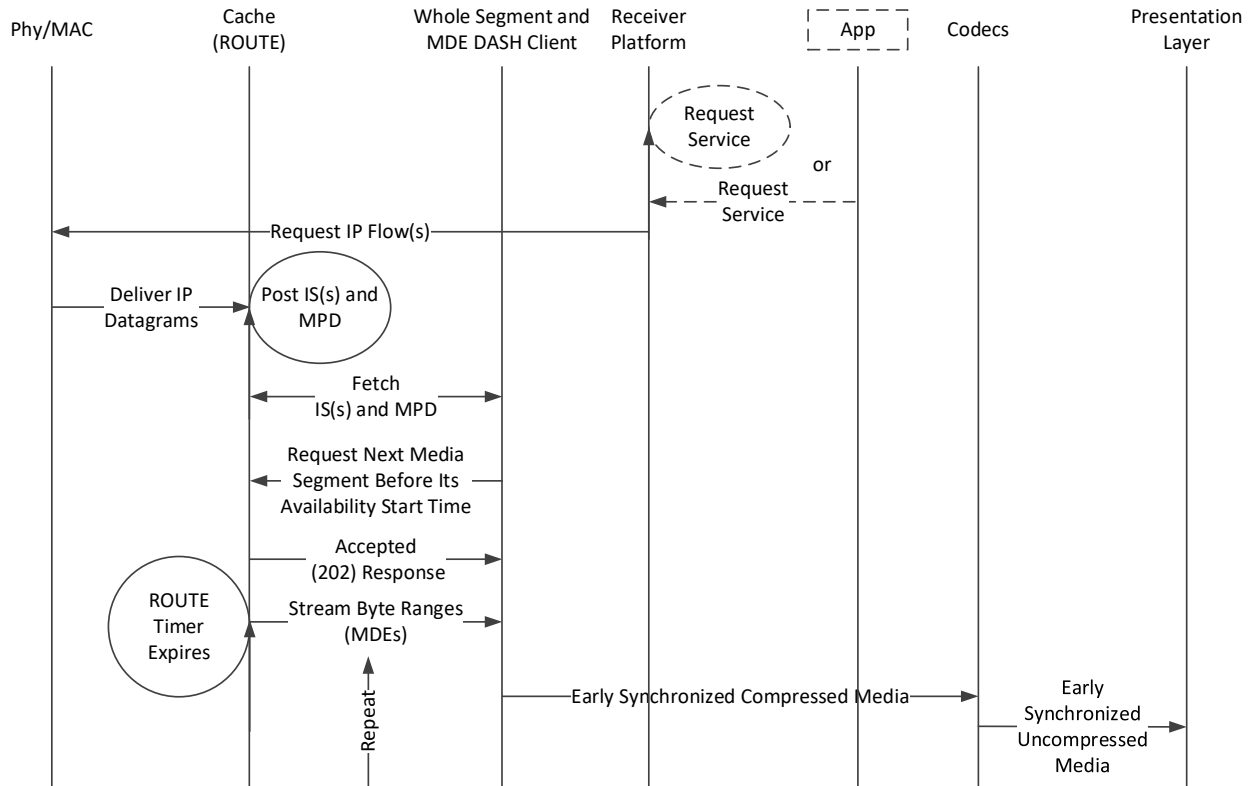 Phy/MAC
Cache
(ROUTE)
Whole Segment and
MDE DASH Client
Receiver
Platform
App
Codecs
Presentation
Layer
Request
Service
or
Request
Service
Request IP Flow(s)
Deliver IP
Datagrams
Post IS(s) and
MPD
Fetch
IS(s) and MPD
Request Next Media
Segment Before Its
Availability Start Time
Accepted
(202) Response
ROUTE
Timer
Expires
Stream Byte Ranges
(MDEs)
Repeat
Early Synchronized Compressed Media
Early
Synchronized
Uncompressed
Media